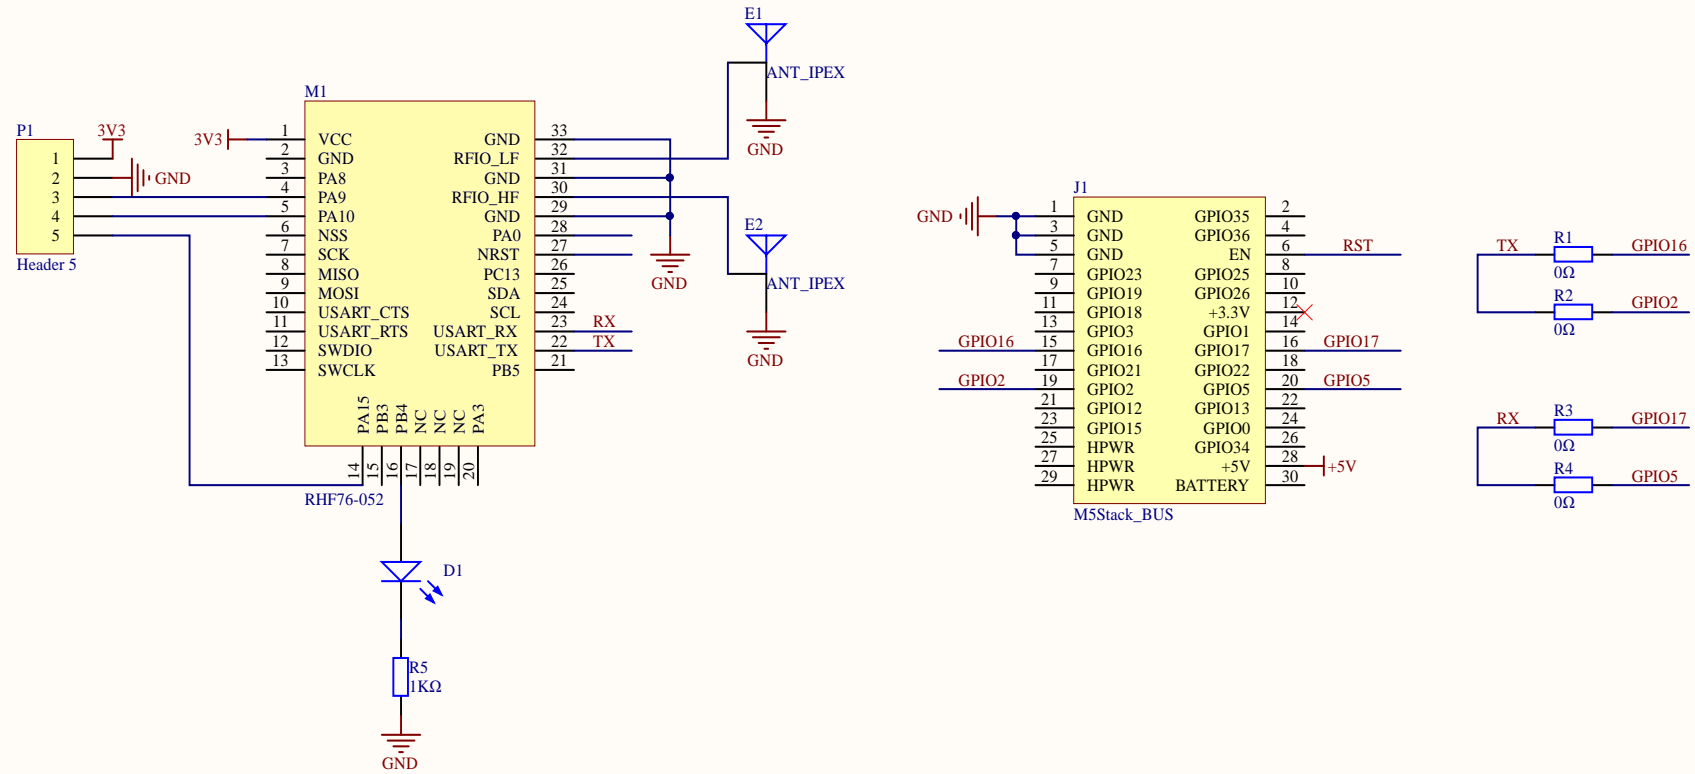 E1
ANT_IPEX
GND
M1
3V3
1 VCC
2 GND
3 PA8
4 PA9
5 PA10
6 NSS
7 SCK
8 MISO
9 MOSI
10 USART_CTS
11 USART_RTS
12 SWDIO
13 SWCLK
GND 33
RFIO_LF 32
GND 31
RFIO_HF 30
GND 29
PA0 28
NRST 27
PC13 26
SDA 25
SCL 24
USART_RX 23 RX
USART_TX 22 TX
PB5 21
PA15 14
PB3 15
PB4 16
NC 17
NC 18
NC 19
PA3 20
RHF76-052
GND
P1
3V3
1
2 GND
3
4
5
Header 5
E2
ANT_IPEX
GND
D1
R5
1KΩ
GND
J1
GND
1 GND
3 GND
5 GND
7 GPIO23
9 GPIO19
11 GPIO18
13 GPIO3
GPIO16 15 GPIO16
17 GPIO21
GPIO2 19 GPIO2
21 GPIO12
23 GPIO15
25 HPWR
27 HPWR
29 HPWR
GPIO35 2
GPIO36 4
EN 6 RST
GPIO25 8
GPIO26 10
+3.3V 12
GPIO1 14
GPIO17 16 GPIO17
GPIO22 18
GPIO5 20 GPIO5
GPIO13 22
GPIO0 24
GPIO34 26
+5V 28 +5V
BATTERY 30
M5Stack_BUS
TX R1 GPIO16
0Ω
R2 GPIO2
0Ω
RX R3 GPIO17
0Ω
R4 GPIO5
0Ω